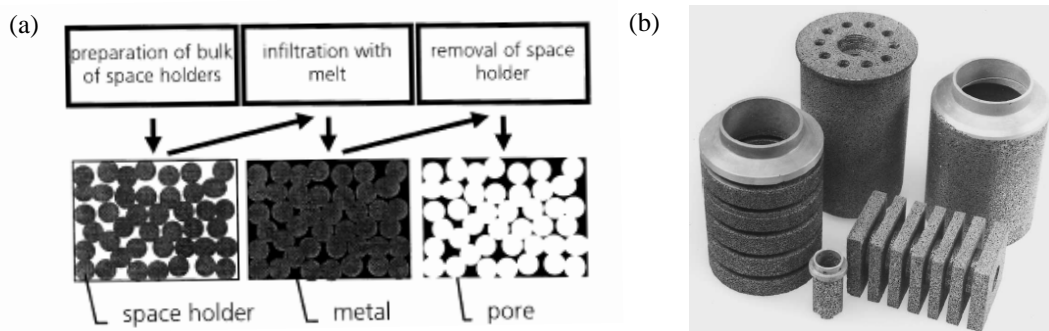 (a)
preparation of bulk
of space holders
infiltration with
melt
removal of space
holder
space holder
metal
pore
(b)